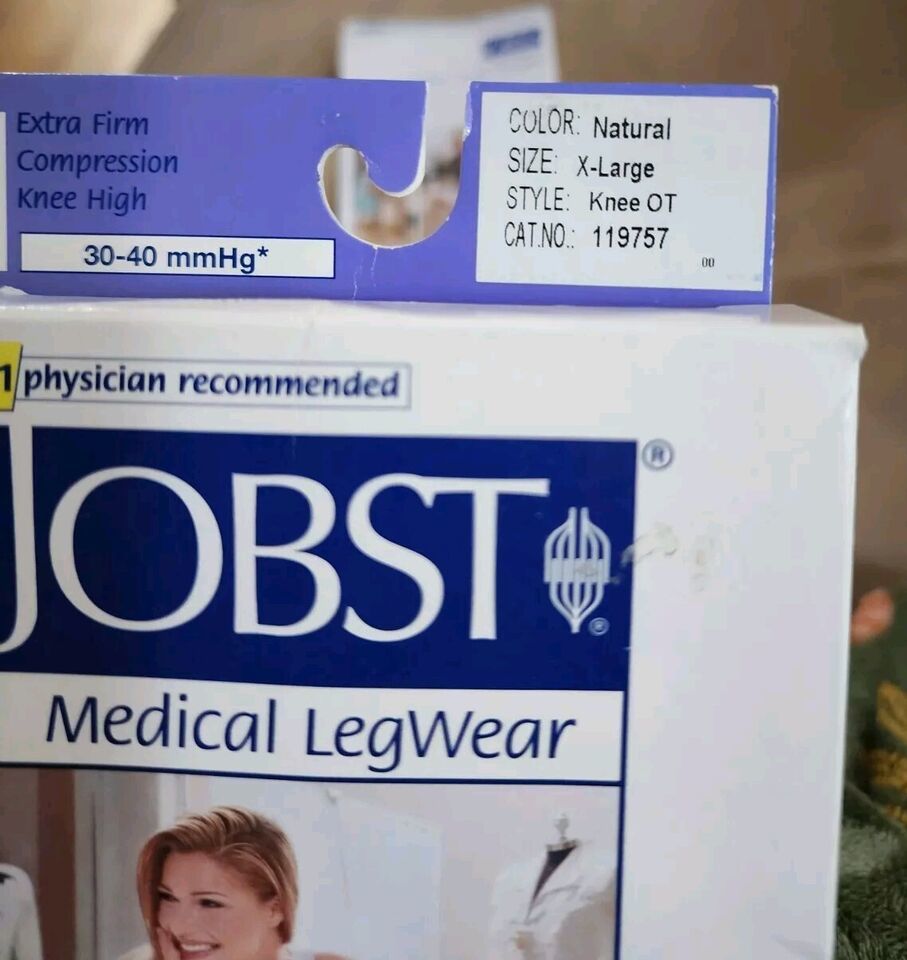 Extra Firm
Compression
Knee High
30-40 mmHg*
COLOR: Natural
SIZE: X-Large
STYLE: Knee OT
CAT.NO.: 119757
00
1 physician recommended
JOBST
®
®
Medical LegWear